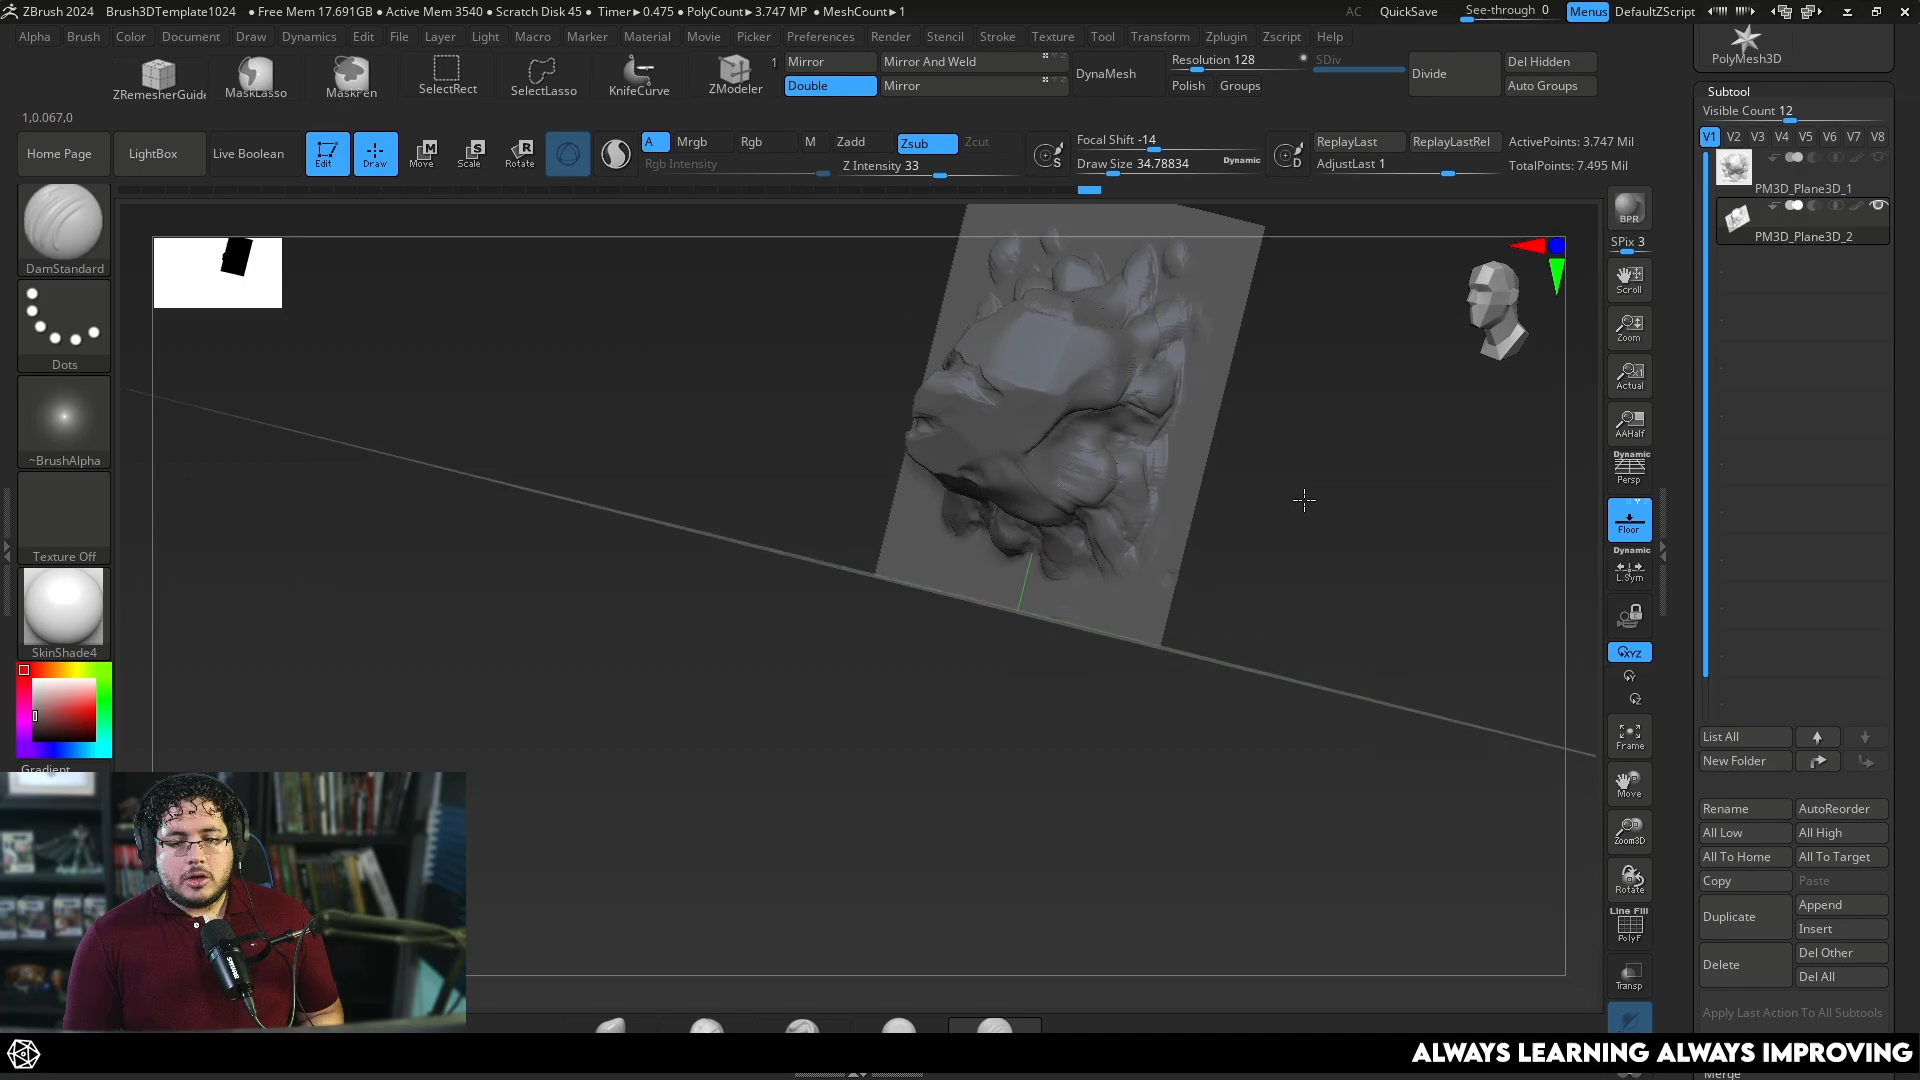 ZBrush 2024 Brush3DTemplate1024 • Free Mem 17.691GB • Active Mem 3540 • Scratch Disk 45 • Timer►0.475 • PolyCount►3.747 MP • MeshCount►1
AC QuickSave See-through 0 Menus DefaultZScript
Alpha Brush Color Document Draw Dynamics Edit File Layer Light Macro Marker Material Movie Picker Preferences Render Stencil Stroke Texture Tool Transform Zplugin Zscript Help
ZRemesherGuide MaskLasso MaskPen SelectRect SelectLasso KnifeCurve ZModeler 1
Mirror Mirror And Weld
Double Mirror
DynaMesh
Resolution 128
Polish Groups
SDiv
Divide
Del Hidden
Auto Groups
PolyMesh3D
1,0.067,0
Home Page LightBox Live Boolean Edit Draw Move Scale Rotate
A Mrgb Rgb M Zadd Zsub Zcut
Rgb Intensity Z Intensity 33
Focal Shift -14
Draw Size 34.78834 Dynamic
ReplayLast ReplayLastRel ActivePoints: 3.747 Mil
AdjustLast 1 TotalPoints: 7.495 Mil
DamStandard
Dots
~BrushAlpha
Texture Off
SkinShade4
Gradient
BPR
SPix 3
Scroll
Zoom
Actual
AAHalf
Dynamic
Persp
Floor
Dynamic
L.Sym
XYZ
Frame
Move
Zoom3D
Rotate
Line Fill
PolyF
Transp
Subtool
Visible Count 12
V1 V2 V3 V4 V5 V6 V7 V8
PM3D_Plane3D_1
PM3D_Plane3D_2
List All
New Folder
Rename AutoReorder
All Low All High
All To Home All To Target
Copy Paste
Duplicate Append
Insert
Delete Del Other
Del All
Apply Last Action To All Subtools
Merge
ALWAYS LEARNING ALWAYS IMPROVING